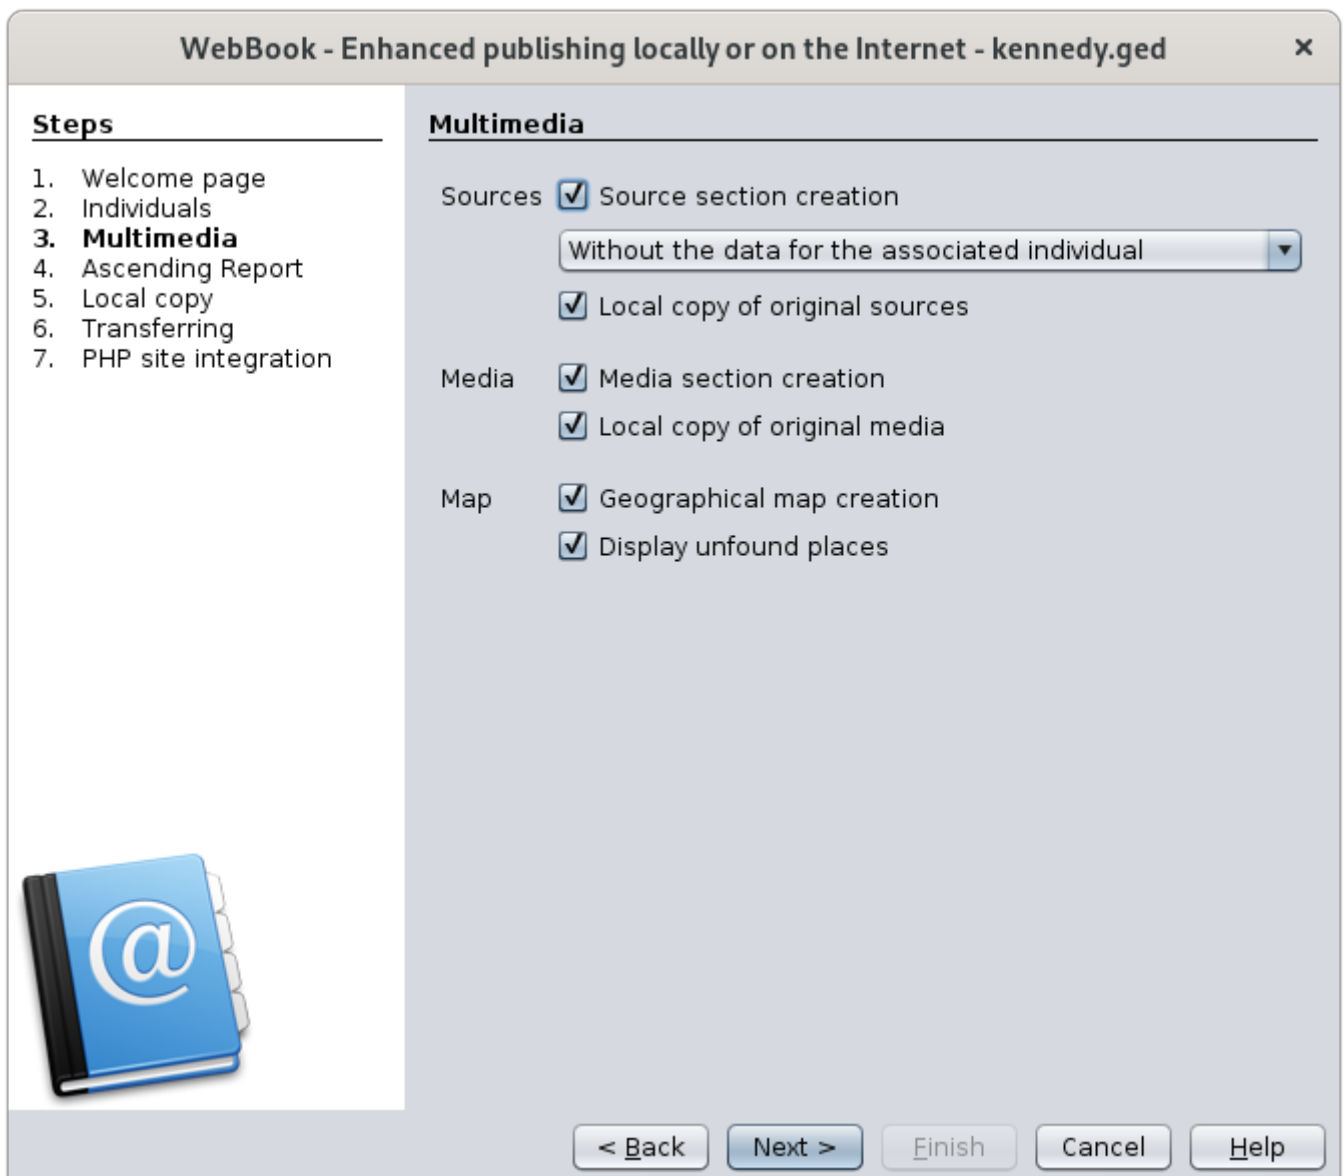 WebBook - Enhanced publishing locally or on the Internet - kennedy.ged ×
Steps
1. Welcome page
2. Individuals
3. Multimedia
4. Ascending Report
5. Local copy
6. Transferring
7. PHP site integration
@
Multimedia
Sources Source section creation
Without the data for the associated individual
Local copy of original sources
Media Media section creation
Local copy of original media
Map Geographical map creation
Display unfound places
< Back Next > Finish Cancel Help